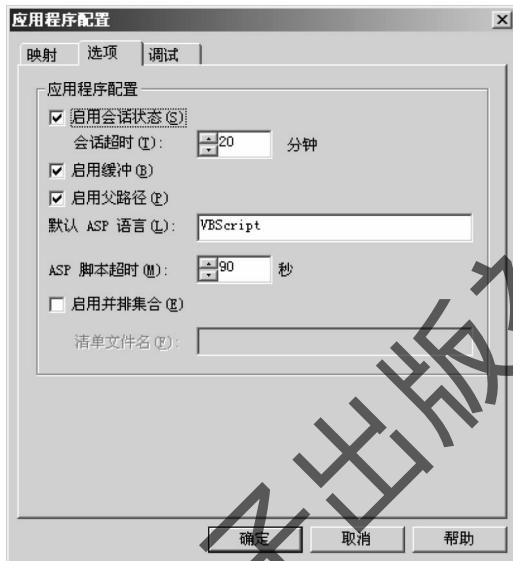 应用程序配置
映射 选项 调试
应用程序配置
启用会话状态(S)
会话超时(T): 20 分钟
启用缓冲(B)
启用父路径(P)
默认 ASP 语言(L): VBScript
ASP 脚本超时(M): 90 秒
启用并排集合(E)
清单文件名(F):
确定 取消 帮助
出版